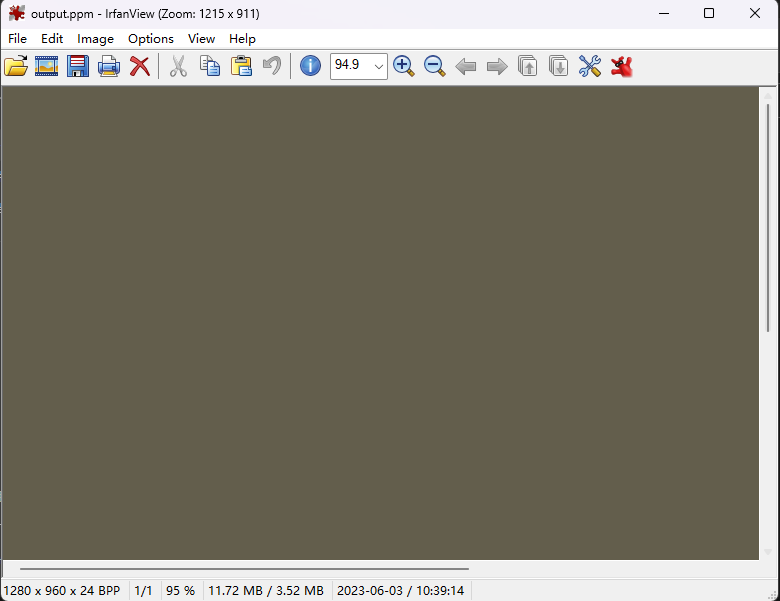 output.ppm - IrfanView (Zoom: 1215 x 911)
File Edit Image Options View Help
94.9
1280 x 960 x 24 BPP 1/1 95 % 11.72 MB / 3.52 MB 2023-06-03 / 10:39:14